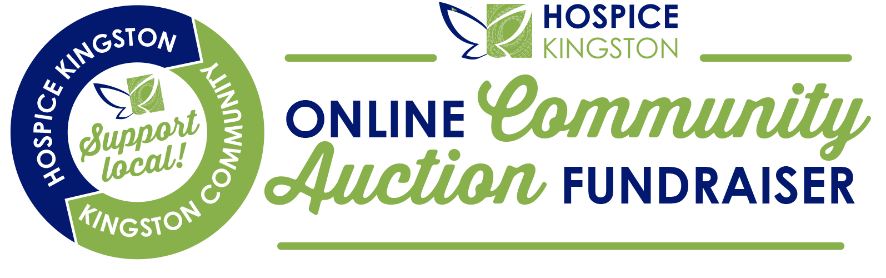 HOSPICE KINGSTON
KINGSTON COMMUNITY
Support
local!
HOSPICE
KINGSTON
ONLINE Community
Auction FUNDRAISER